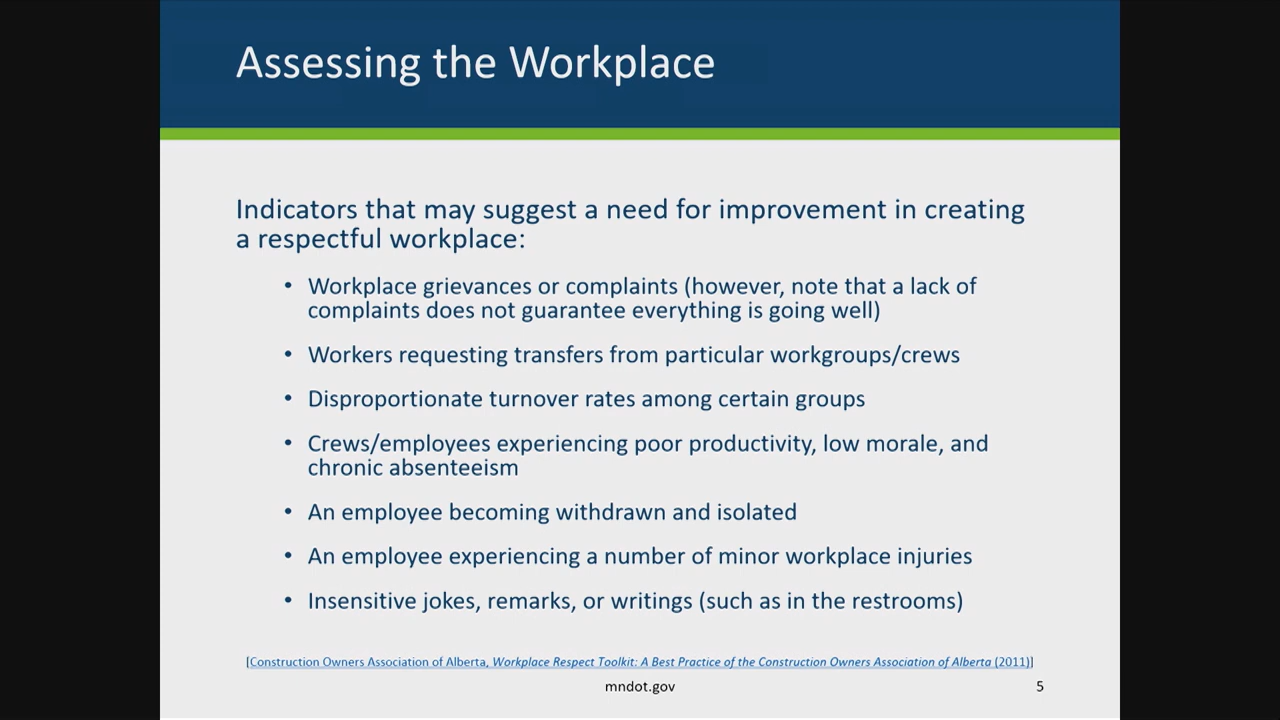 Assessing the Workplace
Indicators that may suggest a need for improvement in creating
a respectful workplace:
• Workplace grievances or complaints (however, note that a lack of
complaints does not guarantee everything is going well)
• Workers requesting transfers from particular workgroups/crews
• Disproportionate turnover rates among certain groups
• Crews/employees experiencing poor productivity, low morale, and
chronic absenteeism
• An employee becoming withdrawn and isolated
• An employee experiencing a number of minor workplace injuries
• Insensitive jokes, remarks, or writings (such as in the restrooms)
[Construction Owners Association of Alberta, Workplace Respect Toolkit: A Best Practice of the Construction Owners Association of Alberta (2011)]
mndot.gov 5